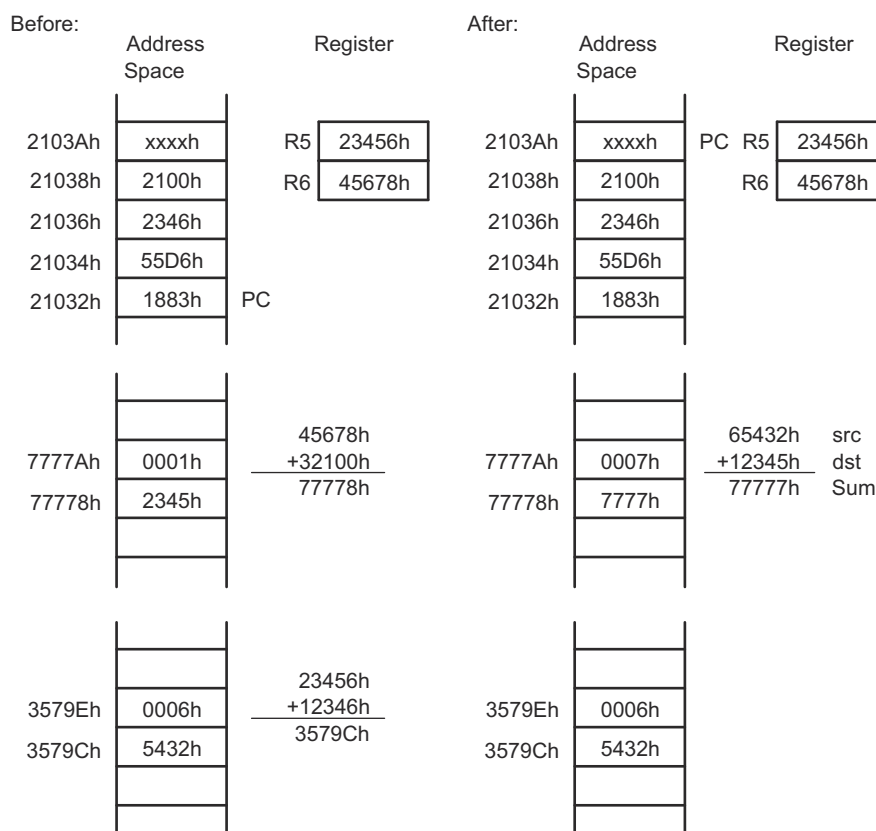 Before:
Address Space
Register
2103Ah xxxxh
21038h 2100h
21036h 2346h
21034h 55D6h
21032h 1883h PC
R5 23456h
R6 45678h
7777Ah 0001h
77778h 2345h
45678h
+32100h
77778h
3579Eh 0006h
3579Ch 5432h
23456h
+12346h
3579Ch
After:
Address Space
Register
2103Ah xxxxh PC
21038h 2100h
21036h 2346h
21034h 55D6h
21032h 1883h
R5 23456h
R6 45678h
7777Ah 0007h
77778h 7777h
65432h src
+12345h dst
77777h Sum
3579Eh 0006h
3579Ch 5432h